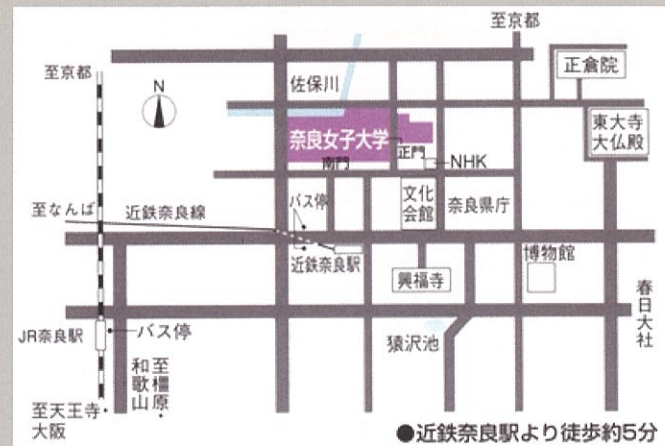 至京都
至京都
N
佐保川
正倉院
奈良女子大学
正門
南門
NHK
東大寺
大仏殿
バス停
文化
会館
奈良県庁
至なんば
近鉄奈良線
近鉄奈良駅
興福寺
博物館
春日大社
JR奈良駅
バス停
猿沢池
至橿原・
和歌山
至天王寺・
大阪
●近鉄奈良駅より徒歩約5分